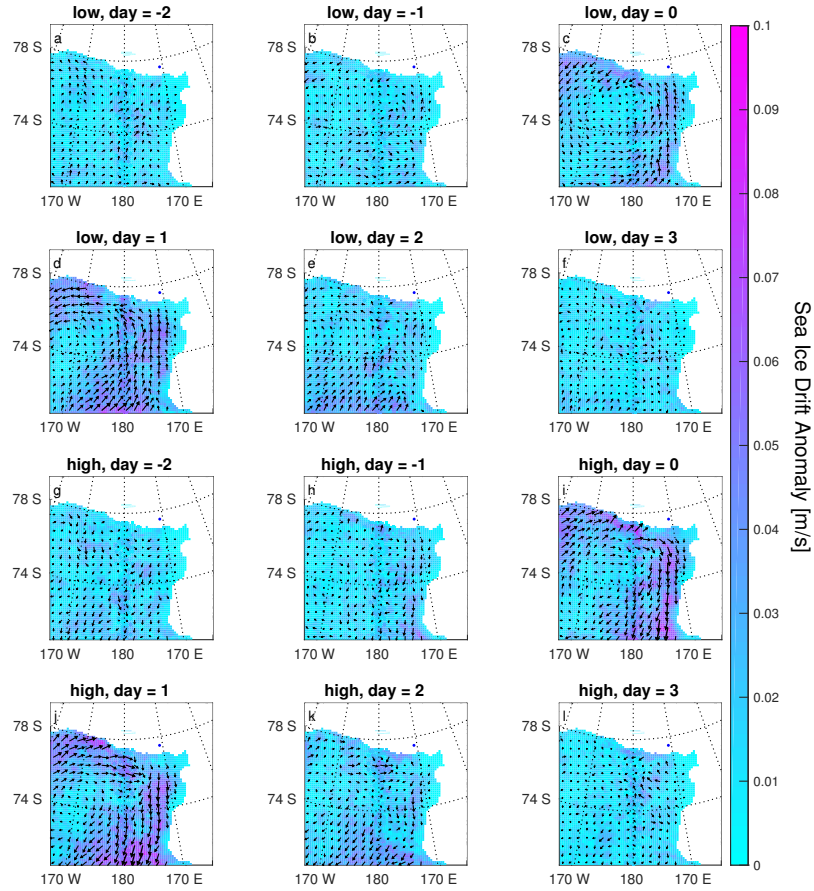 low, day = -2
low, day = -1
low, day = 0
a
b
c
78 S
78 S
78 S
74 S
74 S
74 S
170 W 180 170 E
170 W 180 170 E
170 W 180 170 E
low, day = 1
low, day = 2
low, day = 3
d
e
f
78 S
78 S
78 S
74 S
74 S
74 S
170 W 180 170 E
170 W 180 170 E
170 W 180 170 E
high, day = -2
high, day = -1
high, day = 0
g
h
i
78 S
78 S
78 S
74 S
74 S
74 S
170 W 180 170 E
170 W 180 170 E
170 W 180 170 E
high, day = 1
high, day = 2
high, day = 3
j
k
l
78 S
78 S
78 S
74 S
74 S
74 S
170 W 180 170 E
170 W 180 170 E
170 W 180 170 E
0.1
0.09
0.08
0.07
0.06
0.05
0.04
0.03
0.02
0.01
0
Sea Ice Drift Anomaly [m/s]